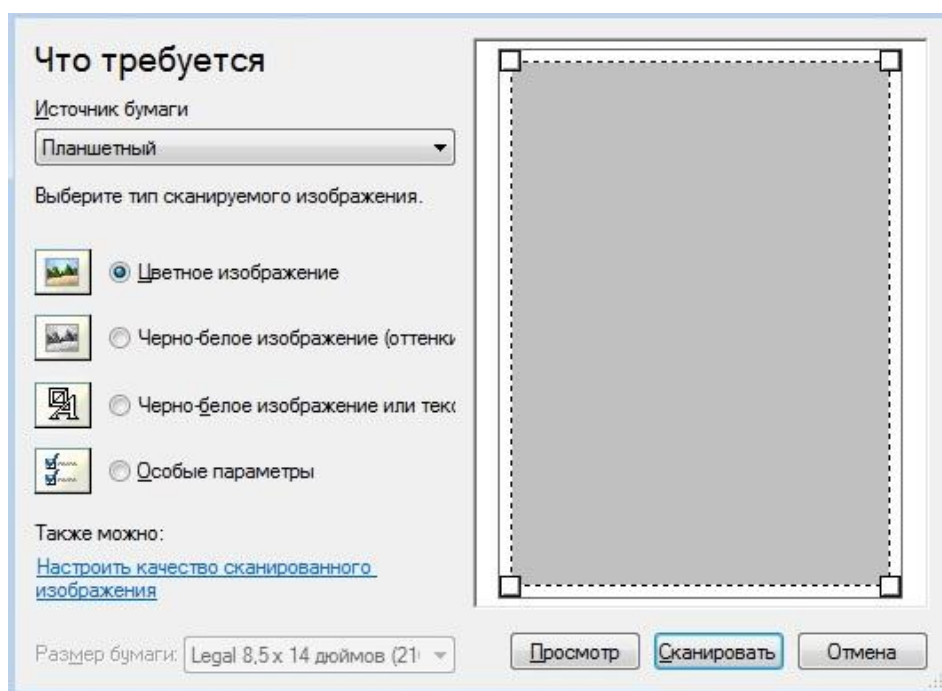 Что требуется
Источник бумаги
Планшетный
Выберите тип сканируемого изображения.
Цветное изображение
Черно-белое изображение (оттенки
Черно-белое изображение или текс
Особые параметры
Также можно:
Настроить качество сканированного
изображения
Размер бумаги: Legal 8,5 x 14 дюймов (21
Просмотр Сканировать Отмена